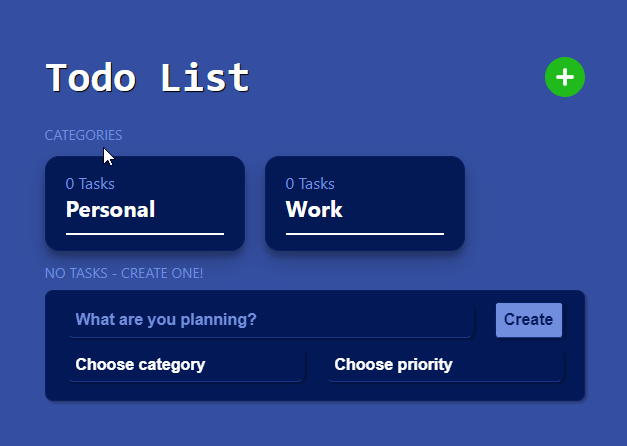 Todo List
CATEGORIES
0 Tasks
Personal
0 Tasks
Work
NO TASKS - CREATE ONE!
What are you planning?
Create
Choose category
Choose priority